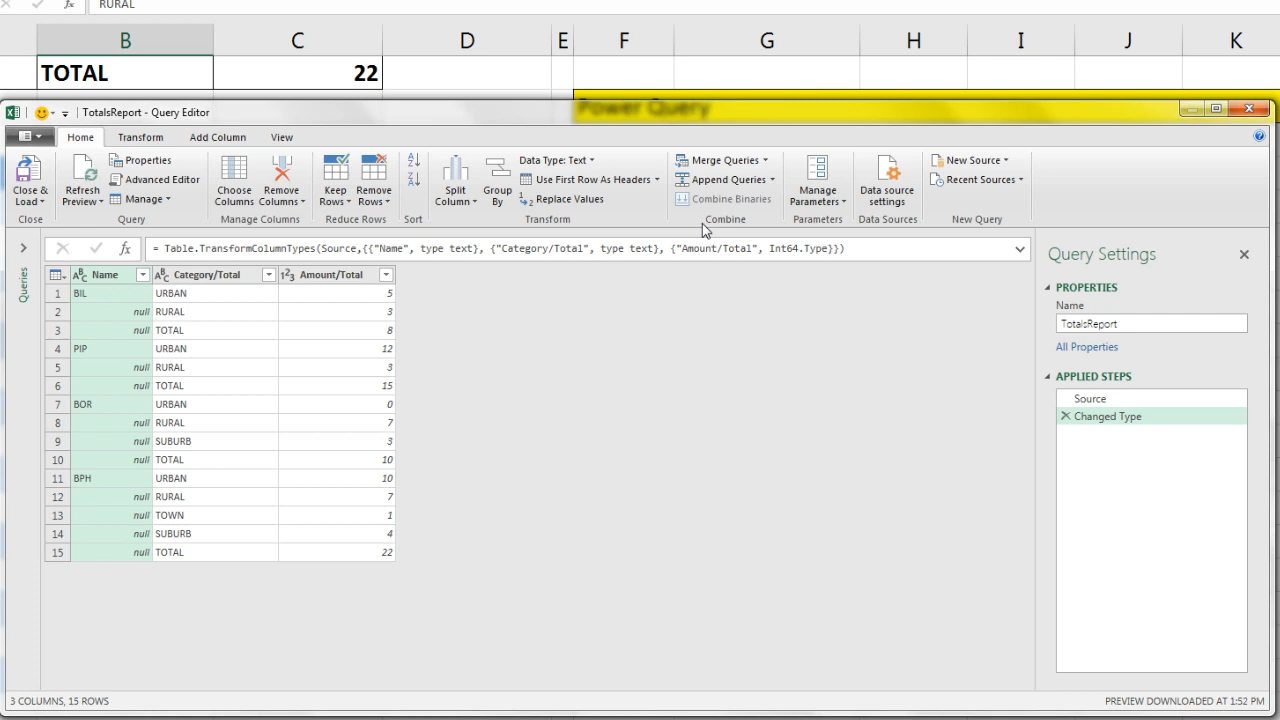 RURAL
B C D E F G H I J K
TOTAL 22
Power Query
TotalsReport - Query Editor
Home Transform Add Column View
Close & Load
Refresh Preview
Properties
Advanced Editor
Manage
Choose Columns
Remove Columns
Keep Rows
Remove Rows
Split Column
Group By
Data Type: Text
Use First Row As Headers
Replace Values
Merge Queries
Append Queries
Combine Binaries
Manage Parameters
Data source settings
New Source
Recent Sources
Close Query Manage Columns Reduce Rows Sort Transform Combine Parameters Data Sources New Query
= Table.TransformColumnTypes(Source,{{"Name", type text}, {"Category/Total", type text}, {"Amount/Total", Int64.Type}})
Queries
Name Category/Total Amount/Total
1 BIL URBAN 5
2 null RURAL 3
3 null TOTAL 8
4 PIP URBAN 12
5 null RURAL 3
6 null TOTAL 15
7 BOR URBAN 0
8 null RURAL 7
9 null SUBURB 3
10 null TOTAL 10
11 BPH URBAN 10
12 null RURAL 7
13 null TOWN 1
14 null SUBURB 4
15 null TOTAL 22
Query Settings
PROPERTIES
Name
TotalsReport
All Properties
APPLIED STEPS
Source
Changed Type
3 COLUMNS, 15 ROWS
PREVIEW DOWNLOADED AT 1:52 PM